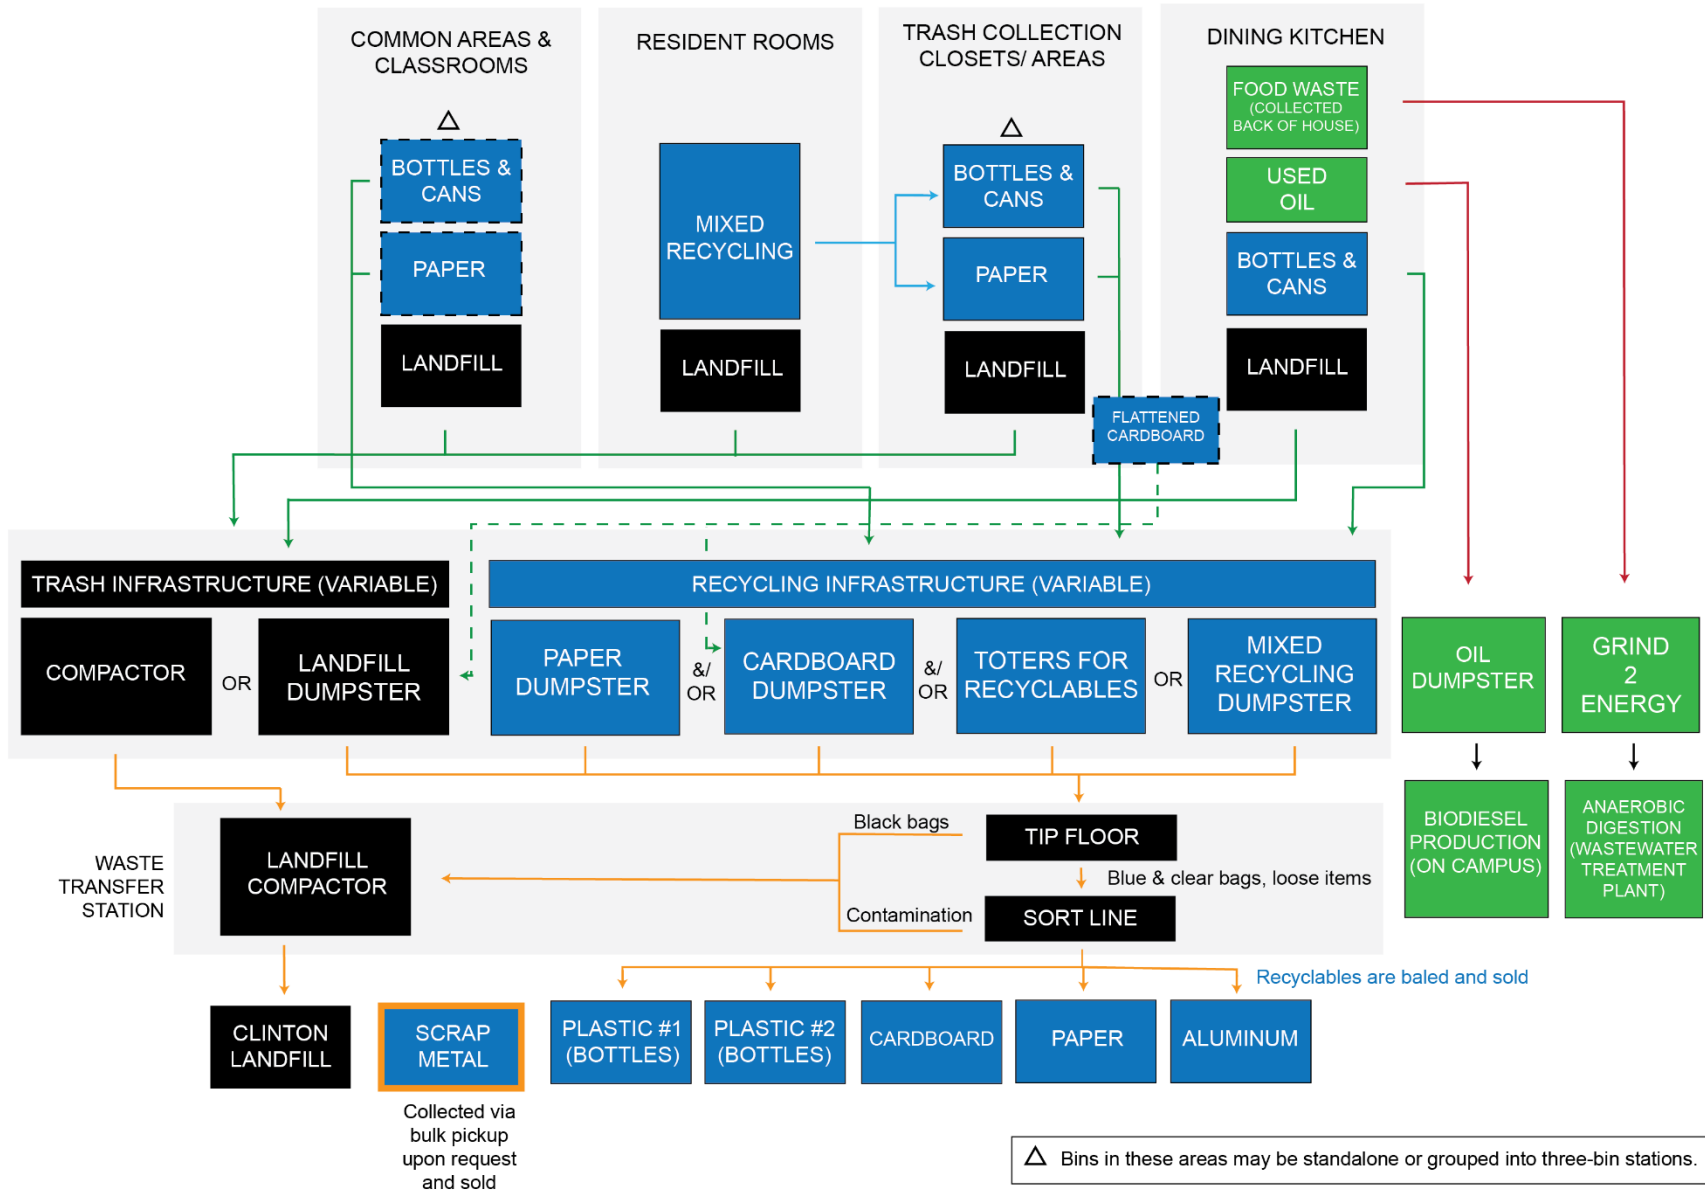 COMMON AREAS &
CLASSROOMS
BOTTLES &
CANS
PAPER
LANDFILL
RESIDENT ROOMS
MIXED
RECYCLING
LANDFILL
TRASH COLLECTION
CLOSETS/ AREAS
BOTTLES &
CANS
PAPER
LANDFILL
FLATTENED
CARDBOARD
DINING KITCHEN
FOOD WASTE
(COLLECTED
BACK OF HOUSE)
USED
OIL
BOTTLES &
CANS
LANDFILL
TRASH INFRASTRUCTURE (VARIABLE)
COMPACTOR
OR
LANDFILL
DUMPSTER
RECYCLING INFRASTRUCTURE (VARIABLE)
PAPER
DUMPSTER
&/
OR
CARDBOARD
DUMPSTER
&/
OR
TOTERS FOR
RECYCLABLES
OR
MIXED
RECYCLING
DUMPSTER
OIL
DUMPSTER
GRIND
2
ENERGY
BIODIESEL
PRODUCTION
(ON CAMPUS)
ANAEROBIC
DIGESTION
(WASTEWATER
TREATMENT
PLANT)
WASTE
TRANSFER
STATION
LANDFILL
COMPACTOR
Black bags
TIP FLOOR
Blue & clear bags, loose items
Contamination
SORT LINE
Recyclables are baled and sold
CLINTON
LANDFILL
SCRAP
METAL
Collected via
bulk pickup
upon request
and sold
PLASTIC #1
(BOTTLES)
PLASTIC #2
(BOTTLES)
CARDBOARD
PAPER
ALUMINUM
△ Bins in these areas may be standalone or grouped into three-bin stations.